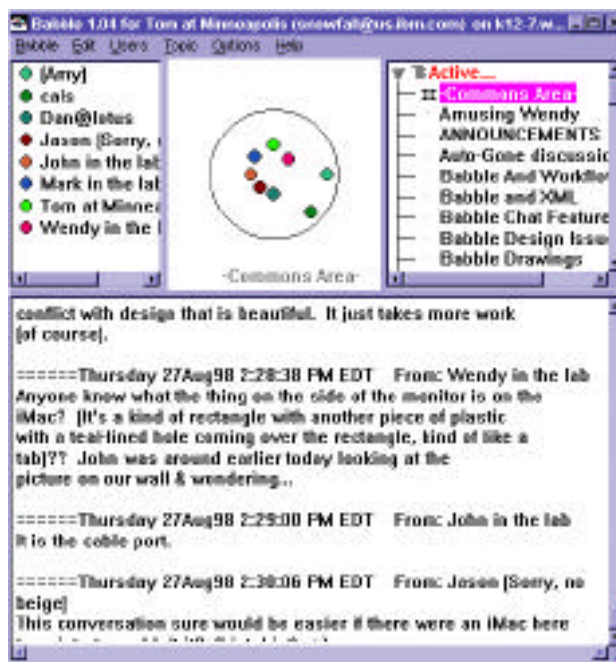 Babble 1.04 for Tom at Minneapolis (snowfall@us.ibm.com) on k12-7.w...
Babble Edit Users Topic Options Help
(Amy)
cals
Dan@lotus
Jason (Sorry,
John in the lab
Mark in the lab
Tom at Minnea
Wendy in the l
-Commons Area-
Active....
-Commons Area-
Amusing Wendy
ANNOUNCEMENTS
Auto-Gone discussio
Babble And Workflow
Babble and XML
Babble Chat Feature
Babble Design Issu
Babble Drawings
conflict with design that is beautiful. It just takes more work
(of course).
======Thursday 27Aug98 2:28:38 PM EDT From: Wendy in the lab
Anyone know what the thing on the side of the monitor is on the
iMac? (It's a kind of rectangle with another piece of plastic
with a teal-lined hole coming over the rectangle, kind of like a
tab)?? John was around earlier today looking at the
picture on our wall & wondering...
======Thursday 27Aug98 2:29:00 PM EDT From: John in the lab
It is the cable port.
======Thursday 27Aug98 2:30:06 PM EDT From: Jason (Sorry, no
beige)
This conversation sure would be easier if there were an iMac here